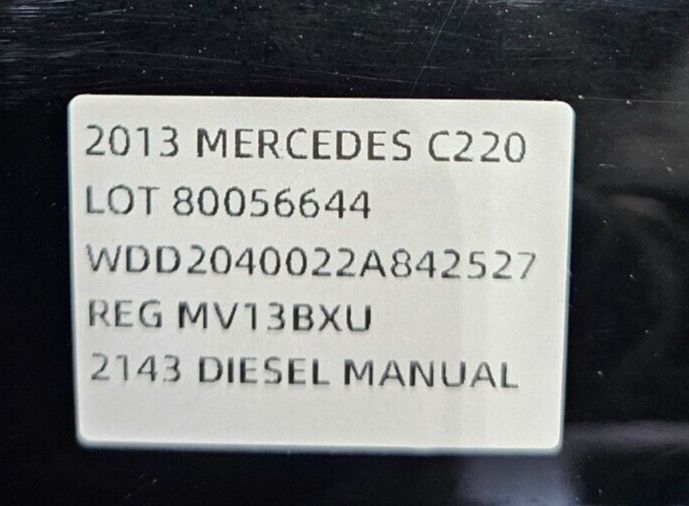 2013 MERCEDES C220
LOT 80056644
WDD2040022A842527
REG MV13BXU
2143 DIESEL MANUAL